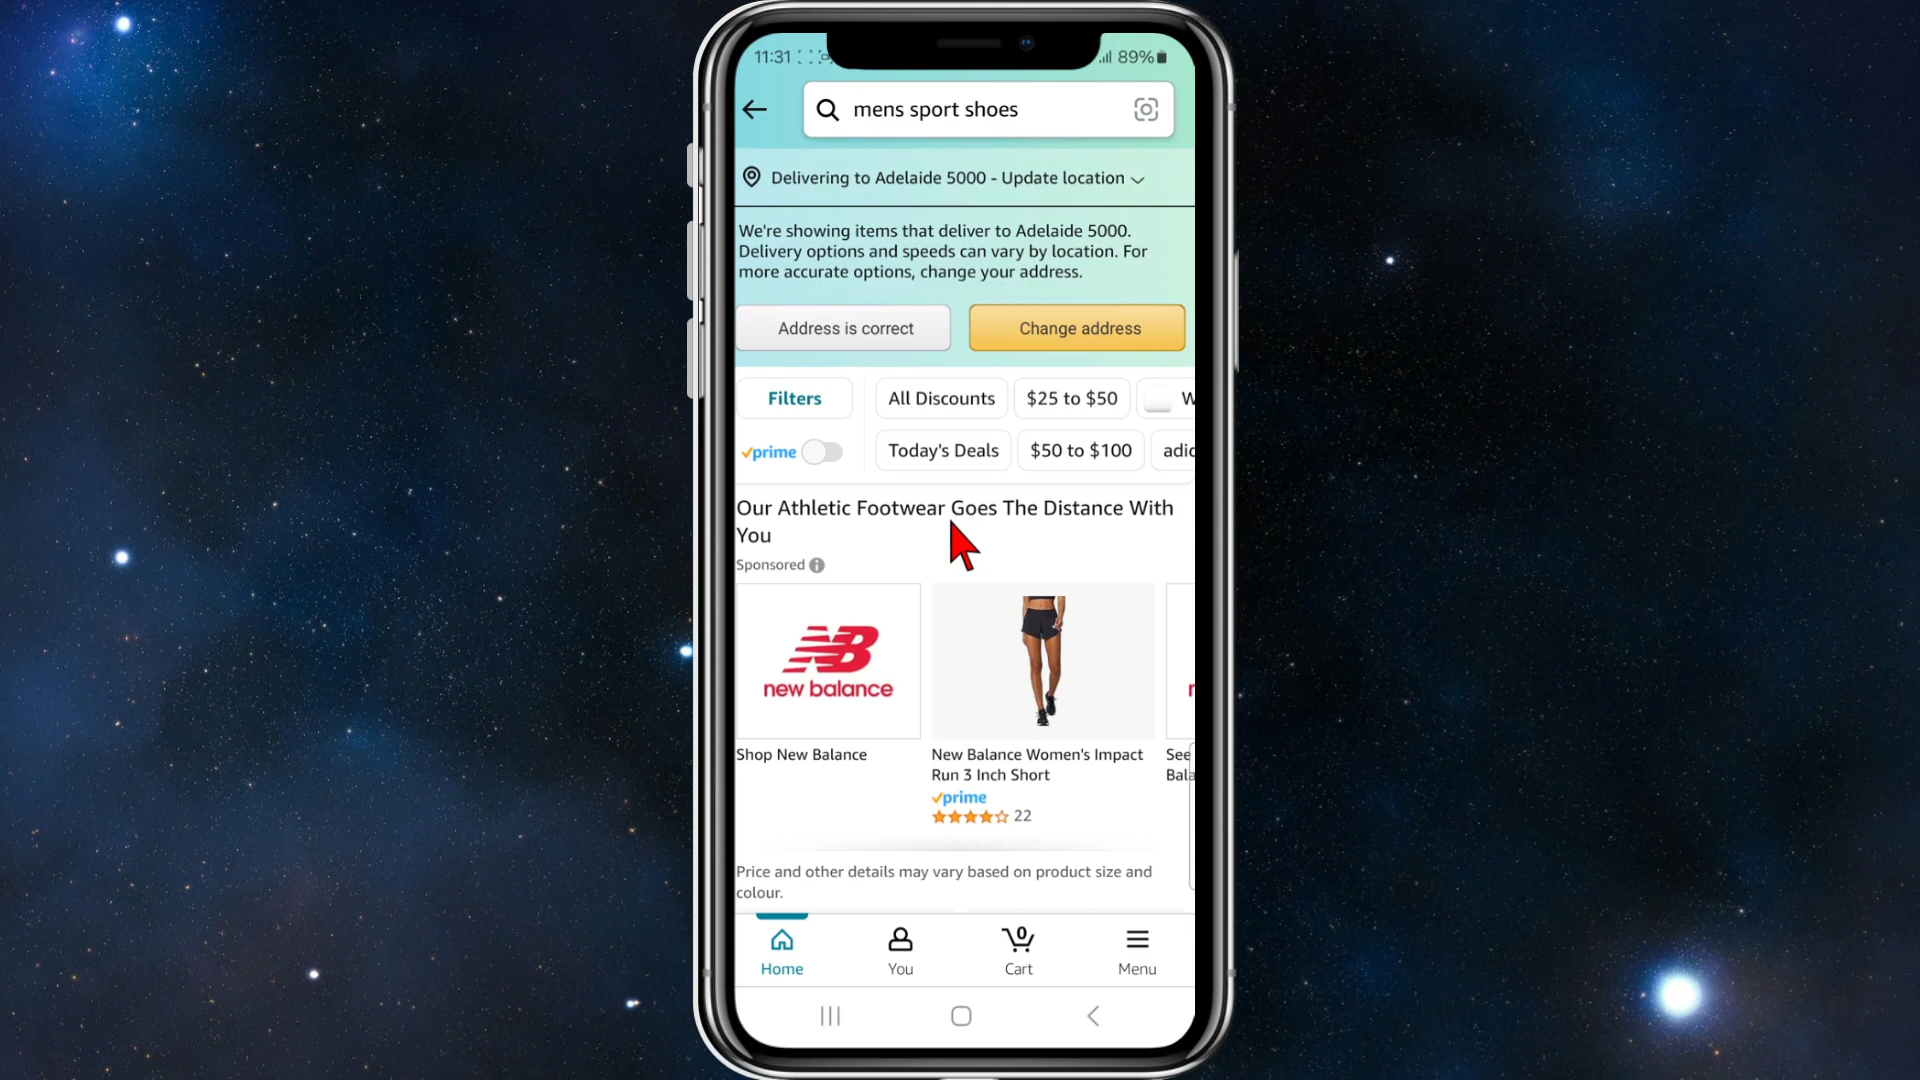 11:31
89%
mens sport shoes
Delivering to Adelaide 5000 - Update location
We're showing items that deliver to Adelaide 5000.
Delivery options and speeds can vary by location. For
more accurate options, change your address.
Address is correct
Change address
Filters
All Discounts
$25 to $50
W
prime
Today's Deals
$50 to $100
adid
Our Athletic Footwear Goes The Distance With
You
Sponsored
NB
new balance
Shop New Balance
New Balance Women's Impact
Run 3 Inch Short
prime
22
See
Bala
Price and other details may vary based on product size and
colour.
Home
You
0
Cart
Menu